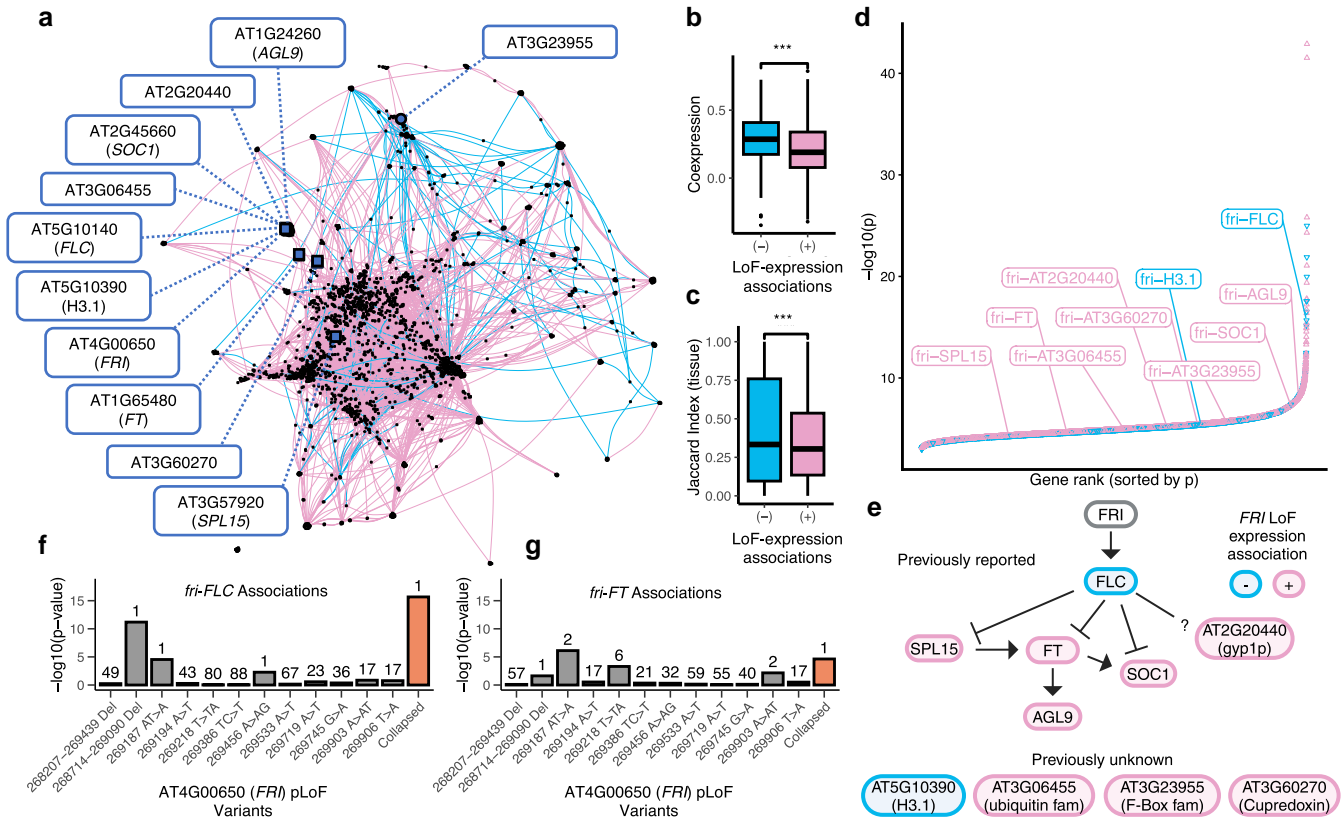 a
AT1G24260
(AGL9)
AT3G23955
AT2G20440
AT2G45660
(SOC1)
AT3G06455
AT5G10140
(FLC)
AT5G10390
(H3.1)
AT4G00650
(FRI)
AT1G65480
(FT)
AT3G60270
AT3G57920
(SPL15)
b
***
Coexpression
0.5
0.0
(-) (+)
LoF-expression
associations
c
***
Jaccard Index (tissue)
1.00
0.75
0.50
0.25
0.00
(-) (+)
LoF-expression
associations
d
−log10(p)
40
30
20
10
fri−FLC
fri−AT2G20440
fri−H3.1
fri−AGL9
fri−FT
fri−AT3G60270
fri−SOC1
fri−SPL15
fri−AT3G06455
fri−AT3G23955
Gene rank (sorted by p)
e
FRI
FRI LoF
expression
association
- +
Previously reported
FLC
?
AT2G20440
(gyp1p)
SPL15
FT
SOC1
AGL9
Previously unknown
AT5G10390
(H3.1)
AT3G06455
(ubiquitin fam)
AT3G23955
(F-Box fam)
AT3G60270
(Cupredoxin)
f
fri-FLC Associations
−log10(p−value)
15
10
5
0
49 1 1 43 80 88 1 67 23 36 17 17 1
268207−269439 Del
268714−269090 Del
269187 AT>A
269194 A>T
269218 T>TA
269386 TC>T
269456 A>AG
269533 A>T
269719 A>T
269745 G>A
269903 A>AT
269906 T>A
Collapsed
AT4G00650 (FRI) pLoF
Variants
g
fri-FT Associations
−log10(p−value)
15
10
5
0
57 1 2 17 6 21 32 59 55 40 2 17 1
268207−269439 Del
268714−269090 Del
269187 AT>A
269194 A>T
269218 T>TA
269386 TC>T
269456 A>AG
269533 A>T
269719 A>T
269745 G>A
269903 A>AT
269906 T>A
Collapsed
AT4G00650 (FRI) pLoF
Variants